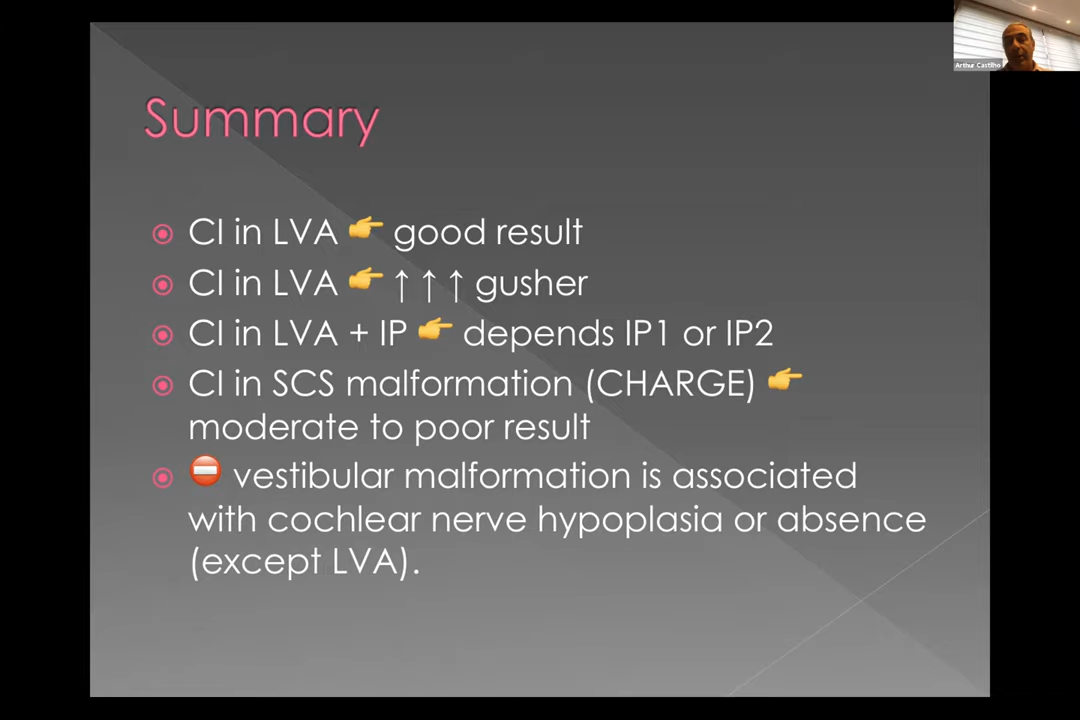 Arthur Castilho
Summary
CI in LVA 👉 good result
CI in LVA 👉 ↑ ↑ ↑ gusher
CI in LVA + IP 👉 depends IP1 or IP2
CI in SCS malformation (CHARGE) 👉
moderate to poor result
⛔ vestibular malformation is associated
with cochlear nerve hypoplasia or absence
(except LVA).